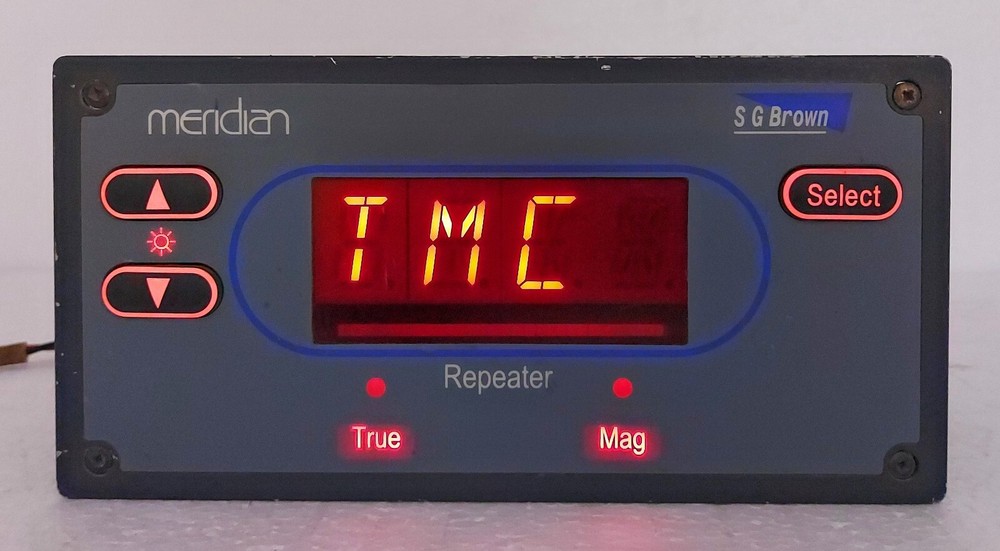 meridian
S G Brown
Select
TMC
Repeater
True
Mag